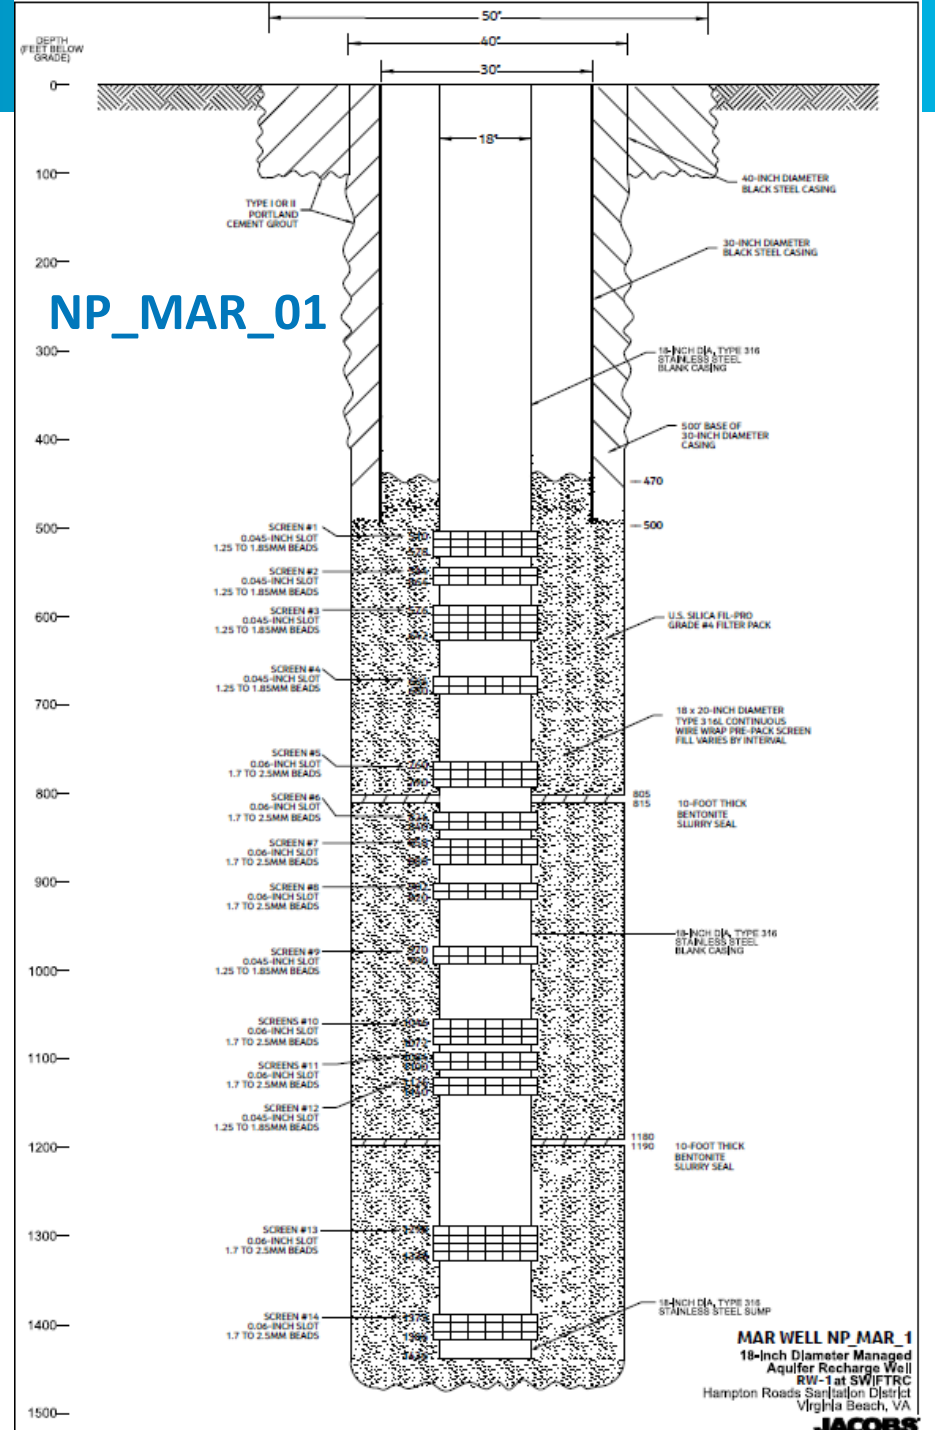 50"
40"
30"
18"
DEPTH
(FEET BELOW
GRADE)
0
100
200
300
400
500
600
700
800
900
1000
1100
1200
1300
1400
1500
NP_MAR_01
TYPE I OR II
PORTLAND
CEMENT GROUT
40-INCH DIAMETER
BLACK STEEL CASING
30-INCH DIAMETER
BLACK STEEL CASING
18-INCH DIA, TYPE 316
STAINLESS STEEL
BLANK CASING
500' BASE OF
30-INCH DIAMETER
CASING
470
500
SCREEN #1
0.045-INCH SLOT
1.25 TO 1.85MM BEADS
SCREEN #2
0.045-INCH SLOT
1.25 TO 1.85MM BEADS
SCREEN #3
0.045-INCH SLOT
1.25 TO 1.85MM BEADS
U.S. SILICA FIL-PRO
GRADE #4 FILTER PACK
SCREEN #4
0.045-INCH SLOT
1.25 TO 1.85MM BEADS
18 x 20-INCH DIAMETER
TYPE 316L CONTINUOUS
WIRE WRAP PRE-PACK SCREEN
FILL VARIES BY INTERVAL
SCREEN #5
0.06-INCH SLOT
1.7 TO 2.5MM BEADS
SCREEN #6
0.06-INCH SLOT
1.7 TO 2.5MM BEADS
805
815
10-FOOT THICK
BENTONITE
SLURRY SEAL
SCREEN #7
0.06-INCH SLOT
1.7 TO 2.5MM BEADS
SCREEN #8
0.06-INCH SLOT
1.7 TO 2.5MM BEADS
18-INCH DIA, TYPE 316
STAINLESS STEEL
BLANK CASING
SCREEN #9
0.045-INCH SLOT
1.25 TO 1.85MM BEADS
SCREENS #10
0.06-INCH SLOT
1.7 TO 2.5MM BEADS
SCREENS #11
0.06-INCH SLOT
1.7 TO 2.5MM BEADS
SCREEN #12
0.045-INCH SLOT
1.25 TO 1.85MM BEADS
1180
1190
10-FOOT THICK
BENTONITE
SLURRY SEAL
SCREEN #13
0.06-INCH SLOT
1.7 TO 2.5MM BEADS
SCREEN #14
0.06-INCH SLOT
1.7 TO 2.5MM BEADS
18-INCH DIA, TYPE 316
STAINLESS STEEL SUMP
MAR WELL NP_MAR_1
18-Inch Diameter Managed
Aquifer Recharge Well
RW-1 at SWIFTRC
Hampton Roads Sanitation District
Virginia Beach, VA
JACOBS